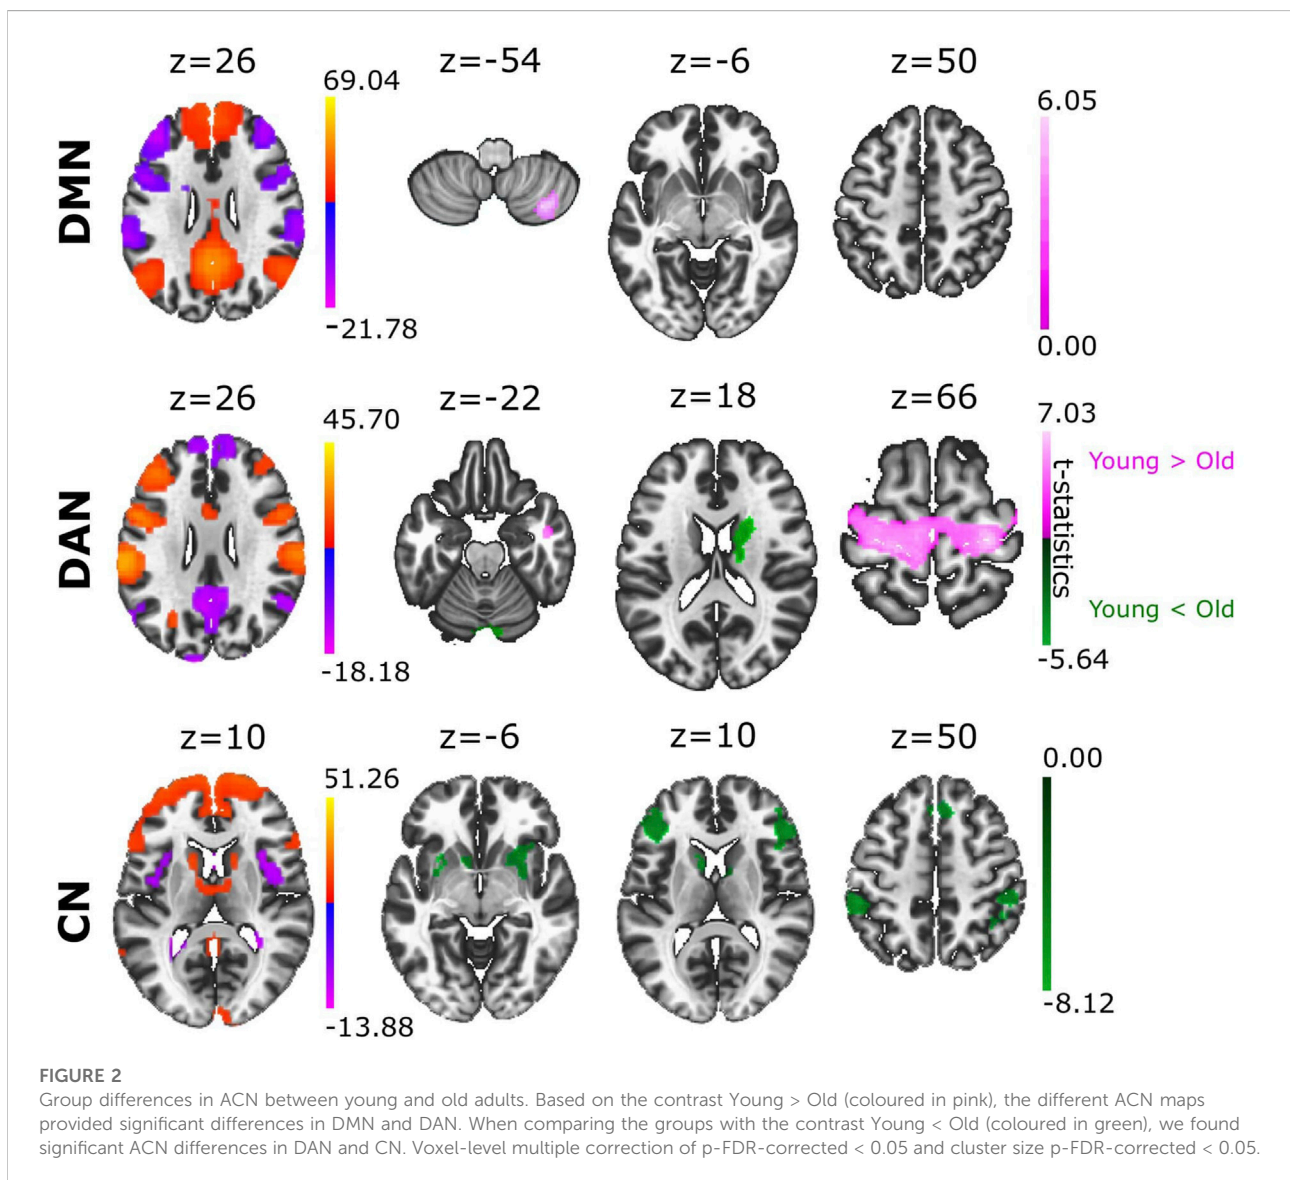 z=26
z=-54
z=-6
z=50
69.04
-21.78
6.05
0.00
DMN
z=26
z=-22
z=18
z=66
45.70
-18.18
7.03
-5.64
t-statistics
Young > Old
Young < Old
DAN
z=10
z=-6
z=10
z=50
51.26
-13.88
0.00
-8.12
CN
FIGURE 2
Group differences in ACN between young and old adults. Based on the contrast Young > Old (coloured in pink), the different ACN maps
provided significant differences in DMN and DAN. When comparing the groups with the contrast Young < Old (coloured in green), we found
significant ACN differences in DAN and CN. Voxel-level multiple correction of p-FDR-corrected < 0.05 and cluster size p-FDR-corrected < 0.05.